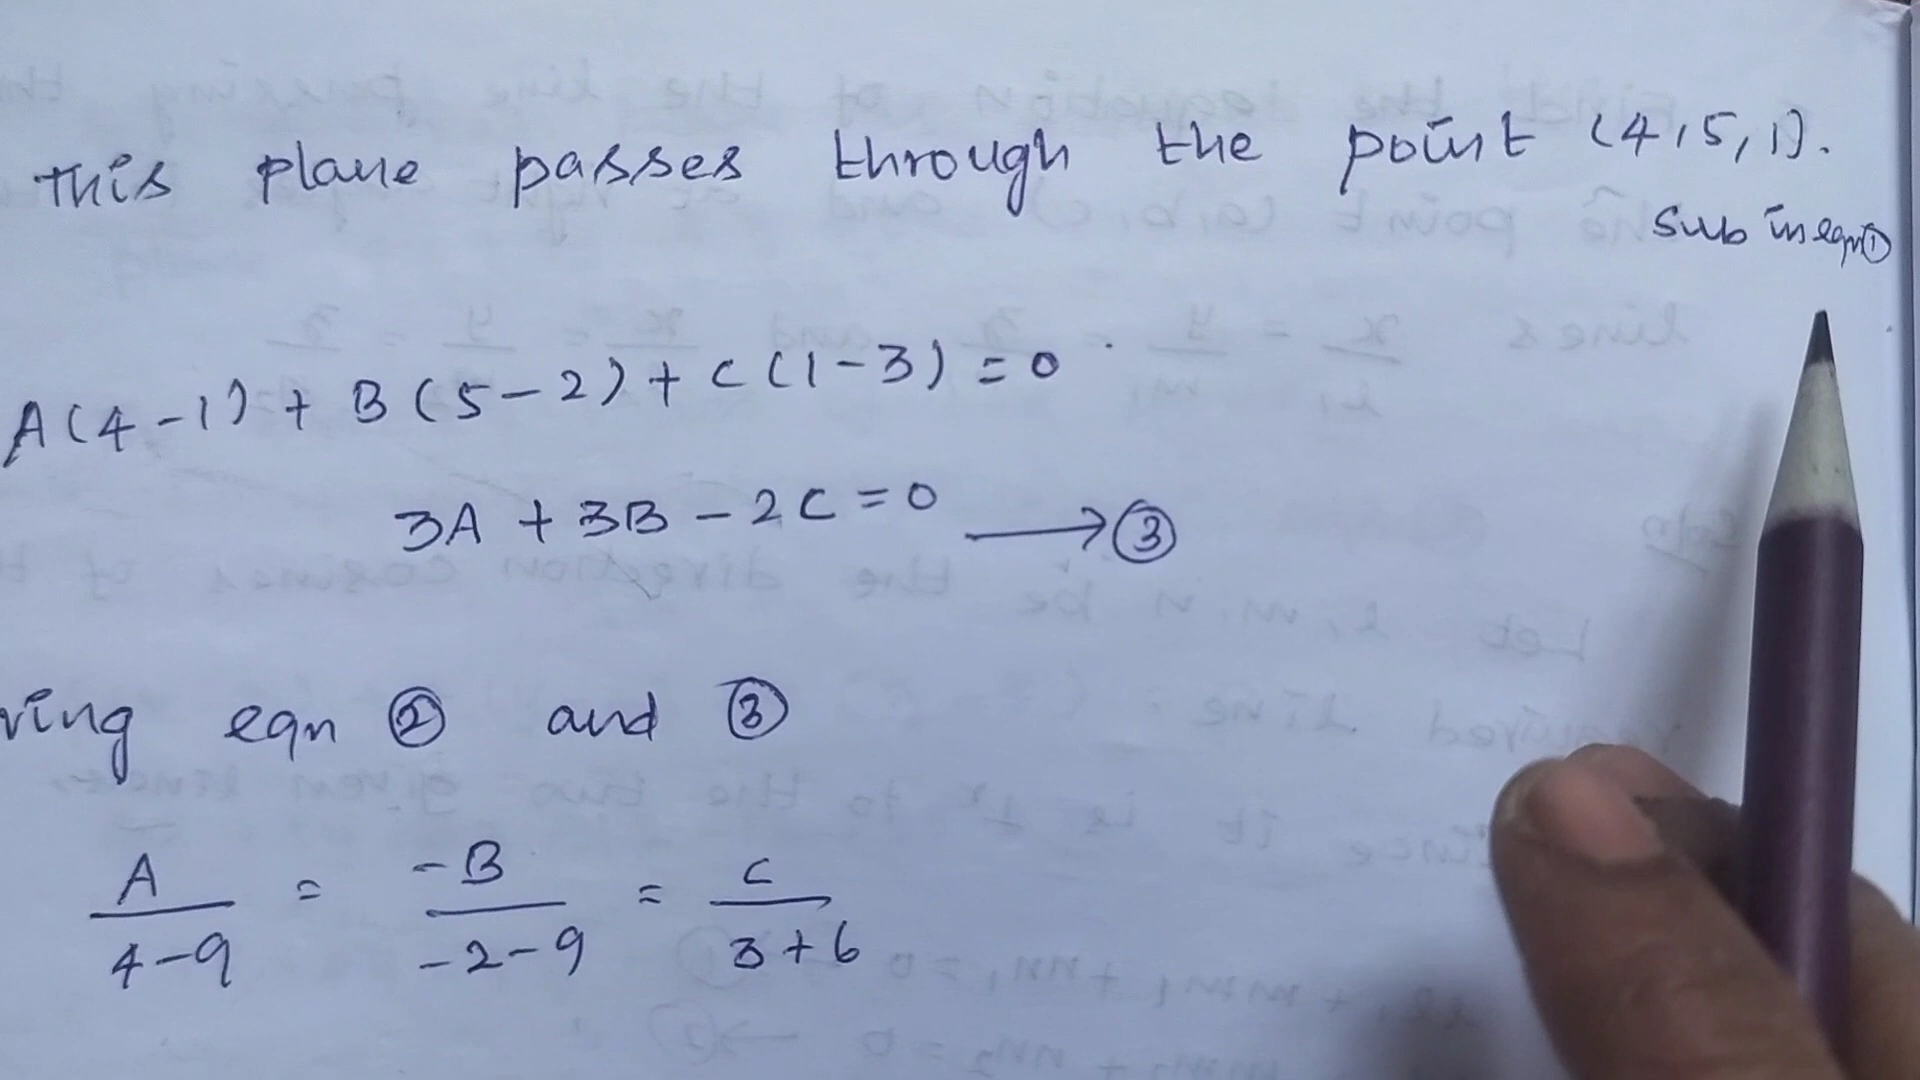 This plane passes through the point (4,5,1).
sub in eqn ①
A(4-1) + B(5-2) + C(1-3) = 0
3A + 3B - 2C = 0 → ③
ving eqn ② and ③
A/4-9 = -B/-2-9 = C/3+6